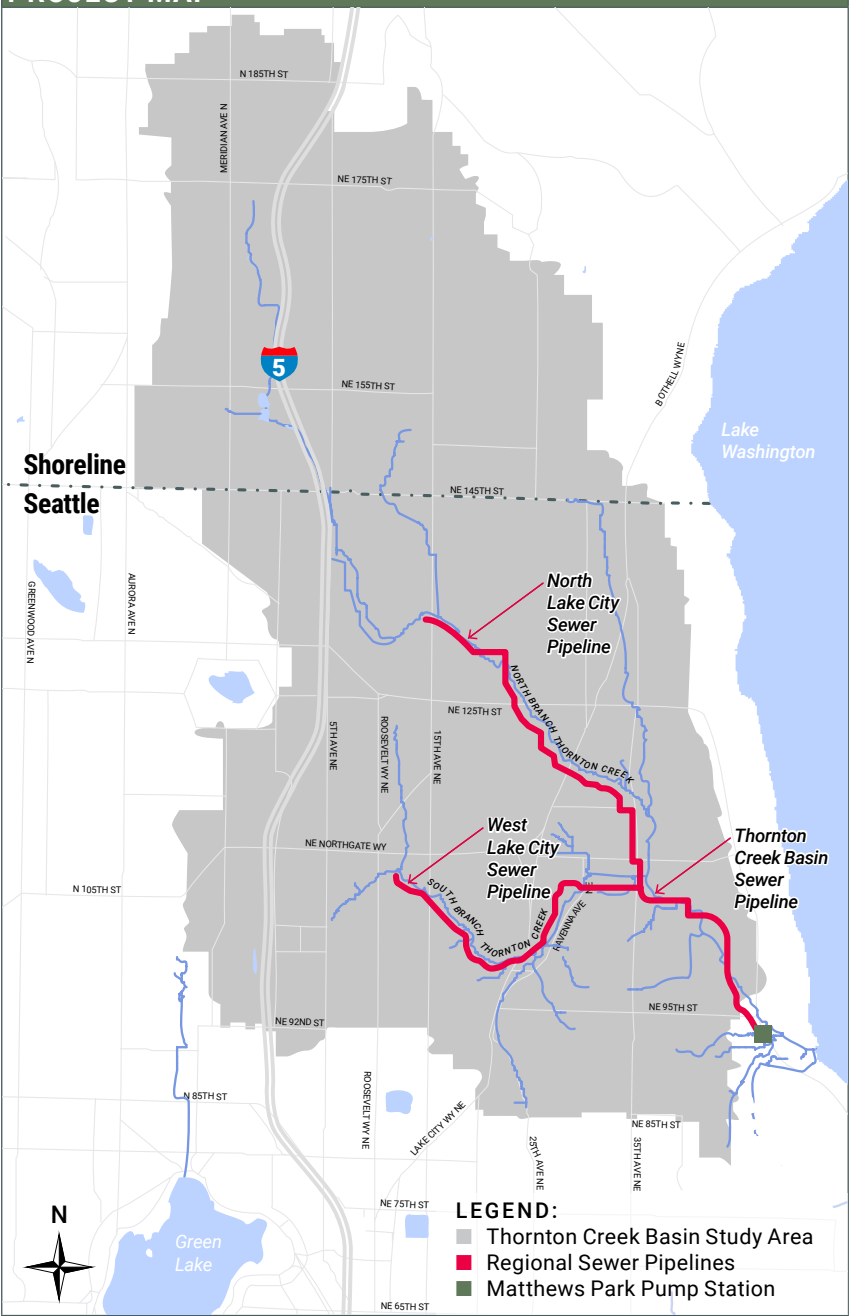 PROJECT MAP
N 185TH ST
MERIDIAN AVE N
NE 175TH ST
5
NE 155TH ST
BOTHELL WYNE
Lake
Washington
Shoreline
Seattle
NE 145TH ST
GREENWOOD AVE N
AURORA AVE N
North
Lake City
Sewer
Pipeline
NORTH BRANCH THORNTON CREEK
NE 125TH ST
5TH AVE NE
ROOSEVELT WY NE
15TH AVE NE
West
Lake City
Sewer
Pipeline
Thornton
Creek Basin
Sewer
Pipeline
NE NORTHGATE WY
N 105TH ST
SOUTH BRANCH THORNTON CREEK
RAVENNA AVE
NE 95TH ST
NE 92ND ST
N 85TH ST
ROOSEVELT WY NE
LAKE CITY WY NE
25TH AVE NE
35TH AVE NE
NE 85TH ST
NE 75TH ST
NE 65TH ST
Green
Lake
N
LEGEND:
Thornton Creek Basin Study Area
Regional Sewer Pipelines
Matthews Park Pump Station